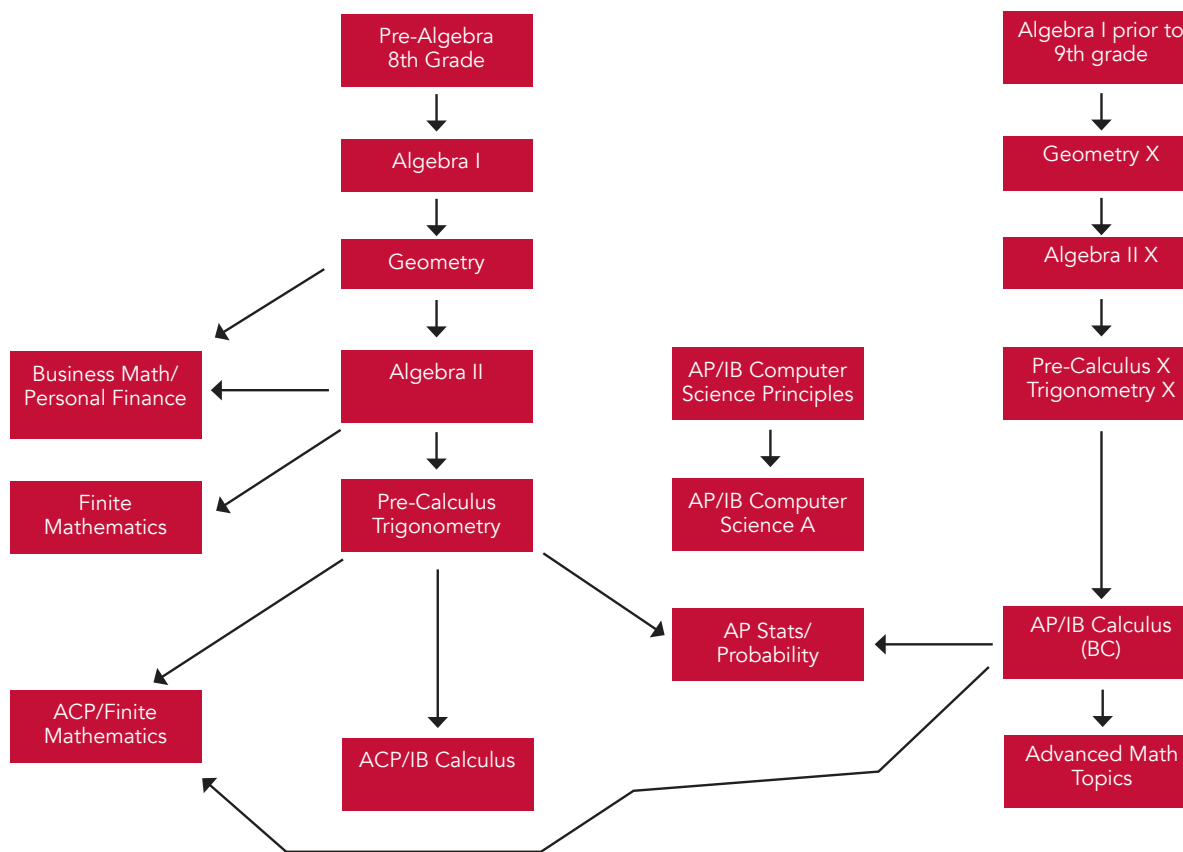 Pre-Algebra
8th Grade
Algebra I prior to
9th grade
Algebra I
Geometry X
Geometry
Algebra II X
Business Math/
Personal Finance
Algebra II
AP/IB Computer
Science Principles
Pre-Calculus X
Trigonometry X
Finite
Mathematics
Pre-Calculus
Trigonometry
AP/IB Computer
Science A
AP Stats/
Probability
AP/IB Calculus
(BC)
ACP/Finite
Mathematics
ACP/IB Calculus
Advanced Math
Topics